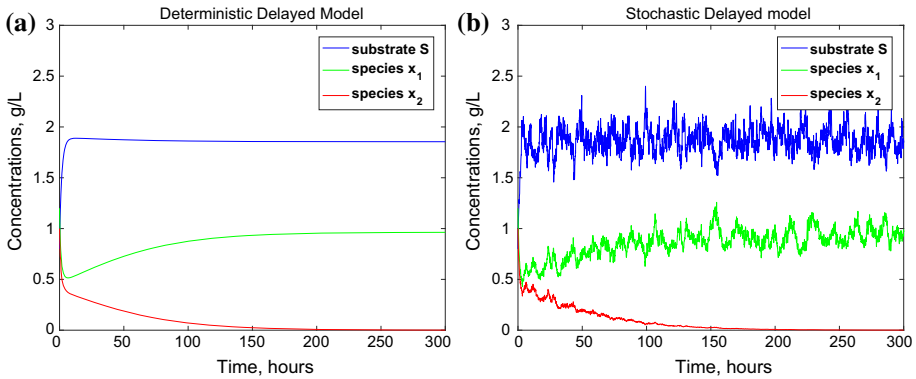 (a)
Deterministic Delayed Model
3
2.5
2
1.5
1
0.5
0
Concentrations, g/L
substrate S
species x1
species x2
0
50
100
150
200
250
300
Time, hours
(b)
Stochastic Delayed model
3
2.5
2
1.5
1
0.5
0
Concentrations, g/L
substrate S
species x1
species x2
0
50
100
150
200
250
300
Time, hours